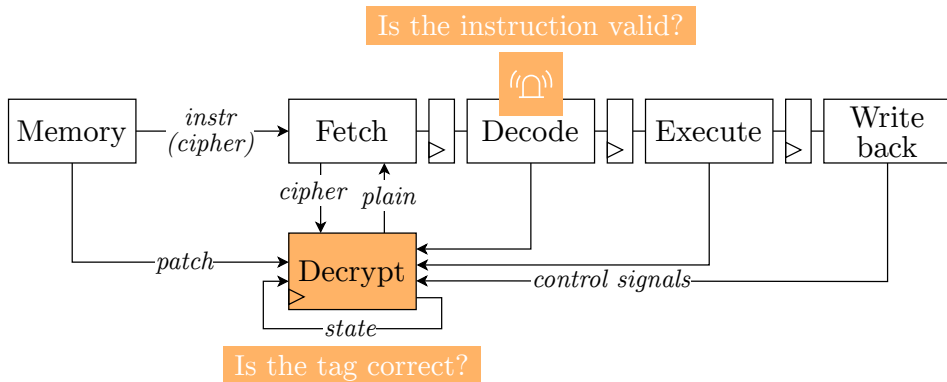 Is the instruction valid?
Memory
instr
(cipher)
Fetch
Decode
Execute
Write
back
cipher
plain
patch
Decrypt
control signals
state
Is the tag correct?